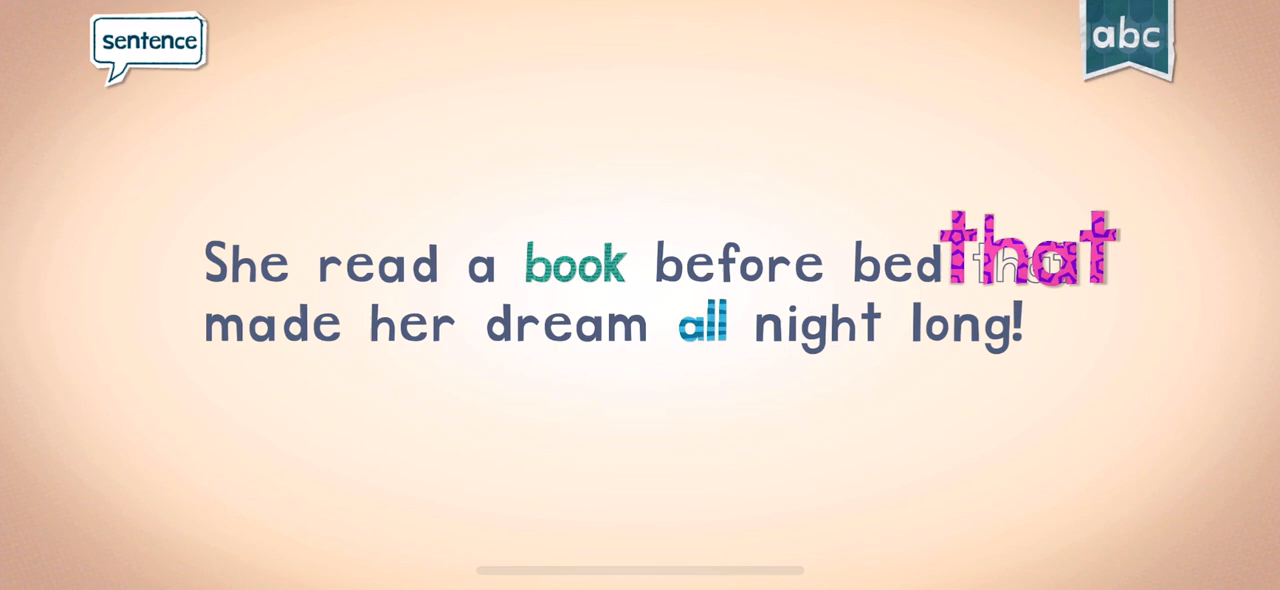 sentence
abc
She read a book before bed that
made her dream all night long!